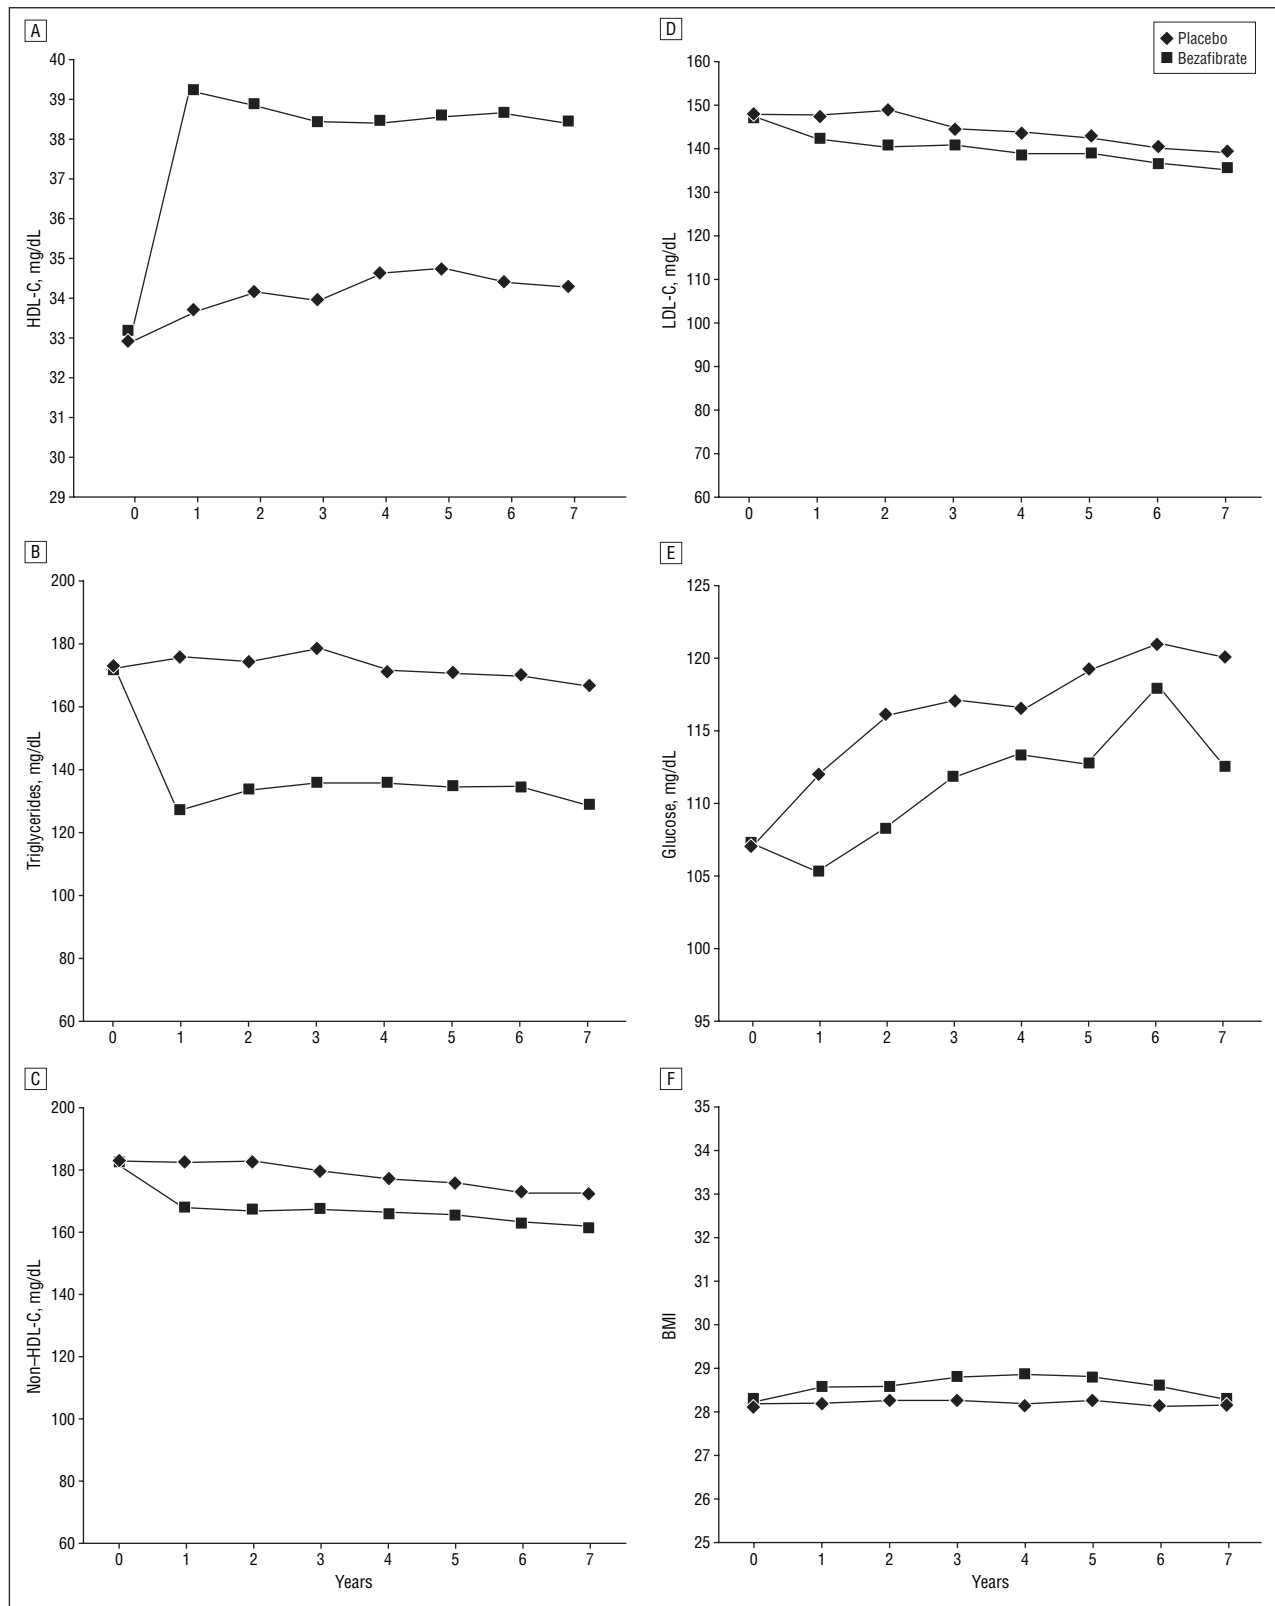 A
40
39
38
37
36
35
34
33
32
31
30
29
HDL-C, mg/dL
0 1 2 3 4 5 6 7
D
Placebo
Bezafibrate
160
150
140
130
120
110
100
90
80
70
60
LDL-C, mg/dL
0 1 2 3 4 5 6 7
B
200
180
160
140
120
100
80
60
Triglycerides, mg/dL
0 1 2 3 4 5 6 7
E
125
120
115
110
105
100
95
Glucose, mg/dL
0 1 2 3 4 5 6 7
C
200
180
160
140
120
100
80
60
Non–HDL-C, mg/dL
0 1 2 3 4 5 6 7
Years
F
35
34
33
32
31
30
29
28
27
26
25
BMI
0 1 2 3 4 5 6 7
Years